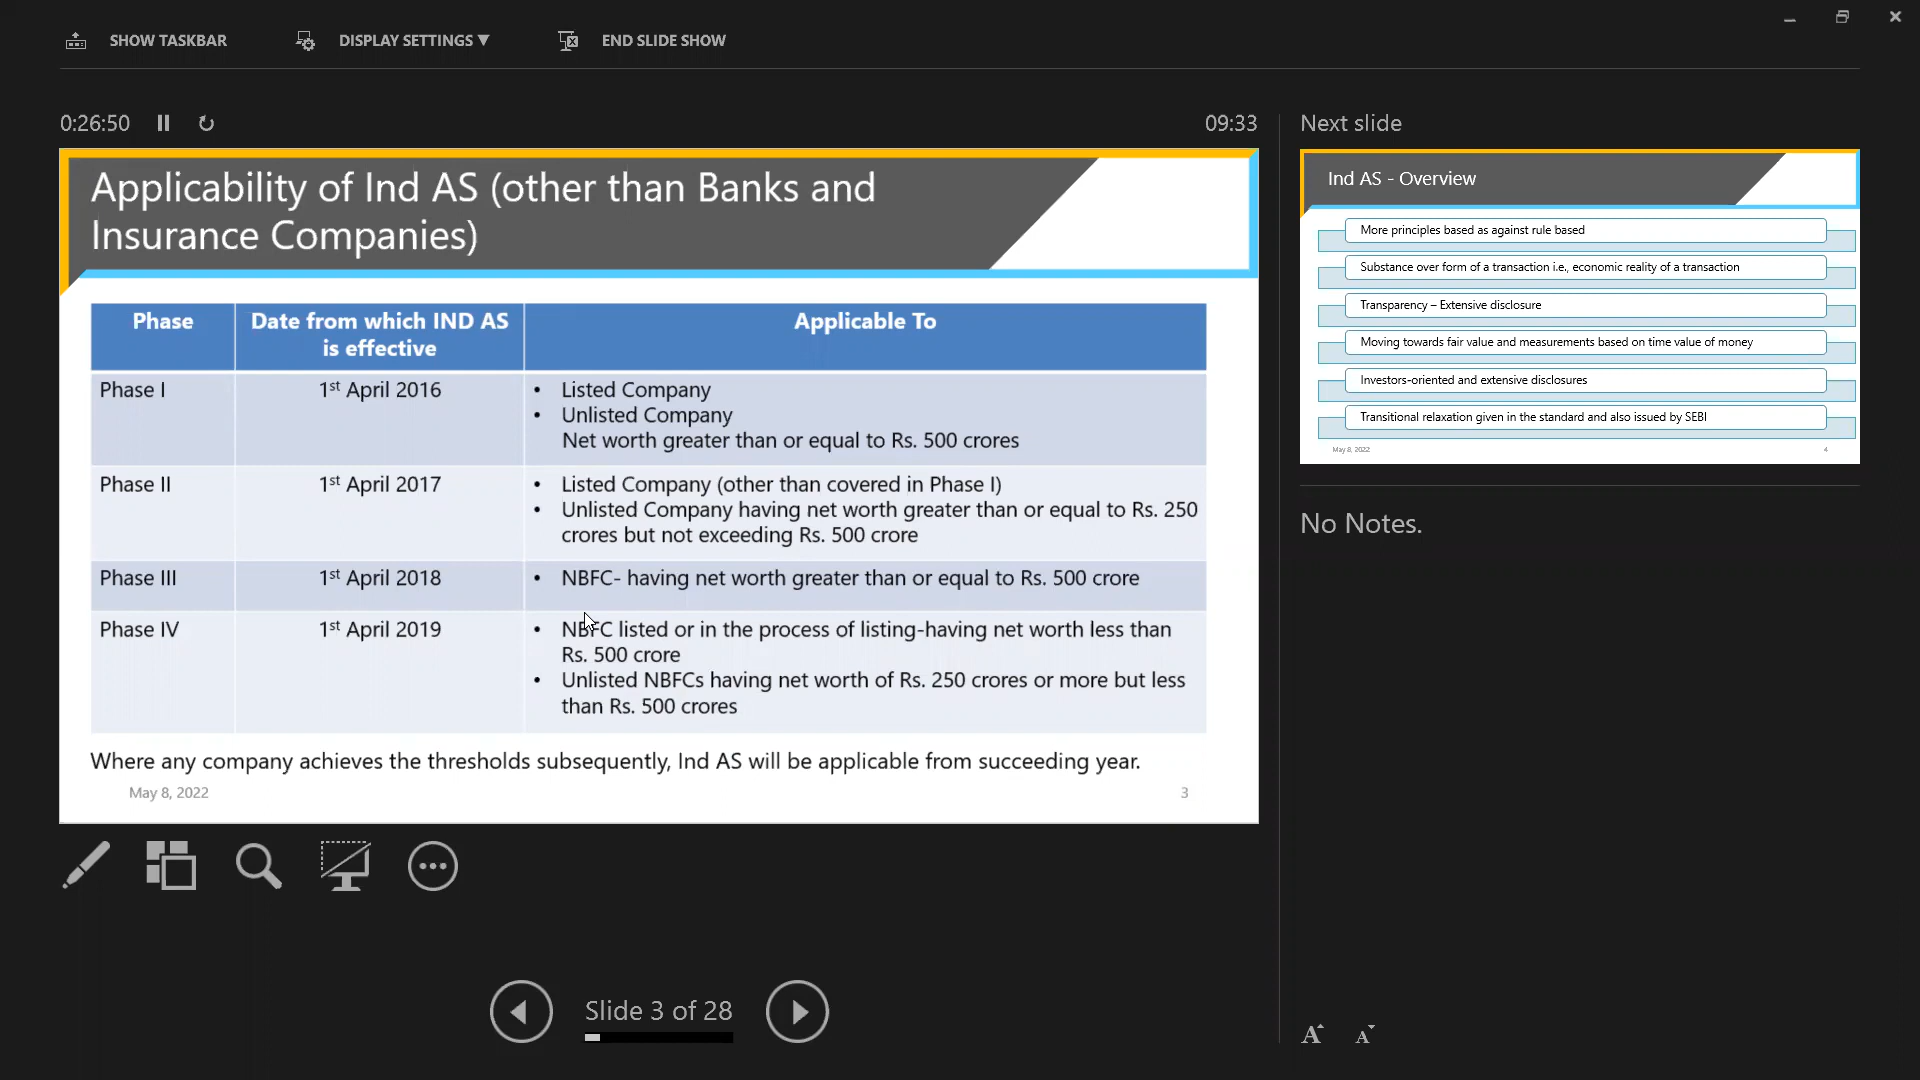 SHOW TASKBAR
DISPLAY SETTINGS ▼
END SLIDE SHOW
0:26:50
09:33
Applicability of Ind AS (other than Banks and
Insurance Companies)
Phase
Date from which IND AS
is effective
Applicable To
Phase I
1st April 2016
• Listed Company
• Unlisted Company
Net worth greater than or equal to Rs. 500 crores
Phase II
1st April 2017
• Listed Company (other than covered in Phase I)
• Unlisted Company having net worth greater than or equal to Rs. 250
crores but not exceeding Rs. 500 crore
Phase III
1st April 2018
• NBFC- having net worth greater than or equal to Rs. 500 crore
Phase IV
1st April 2019
• NBFC listed or in the process of listing-having net worth less than
Rs. 500 crore
• Unlisted NBFCs having net worth of Rs. 250 crores or more but less
than Rs. 500 crores
Where any company achieves the thresholds subsequently, Ind AS will be applicable from succeeding year.
May 8, 2022
3
Slide 3 of 28
Next slide
Ind AS - Overview
More principles based as against rule based
Substance over form of a transaction i.e., economic reality of a transaction
Transparency – Extensive disclosure
Moving towards fair value and measurements based on time value of money
Investors-oriented and extensive disclosures
Transitional relaxation given in the standard and also issued by SEBI
May 8, 2022
4
No Notes.
A A